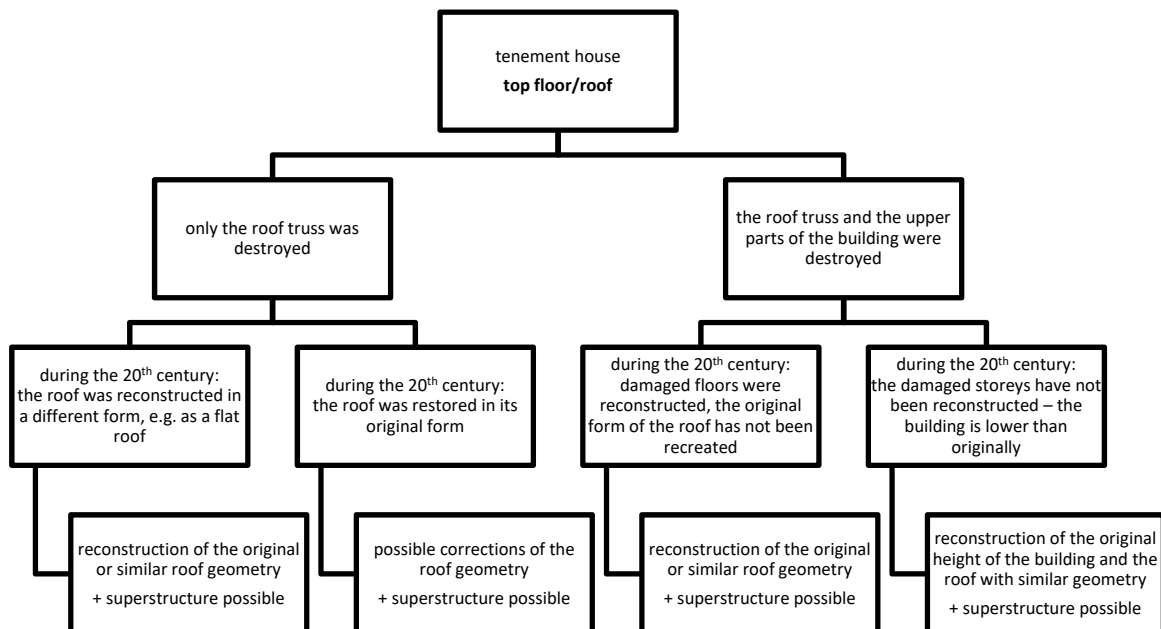 tenement house
top floor/roof
only the roof truss was
destroyed
the roof truss and the upper
parts of the building were
destroyed
during the 20th century:
the roof was reconstructed in
a different form, e.g. as a flat
roof
during the 20th century:
the roof was restored in its
original form
during the 20th century:
damaged floors were
reconstructed, the original
form of the roof has not been
recreated
during the 20th century:
the damaged storeys have not
been reconstructed – the
building is lower than
originally
reconstruction of the original
or similar roof geometry
+ superstructure possible
possible corrections of the
roof geometry
+ superstructure possible
reconstruction of the original
or similar roof geometry
+ superstructure possible
reconstruction of the original
height of the building and the
roof with similar geometry
+ superstructure possible